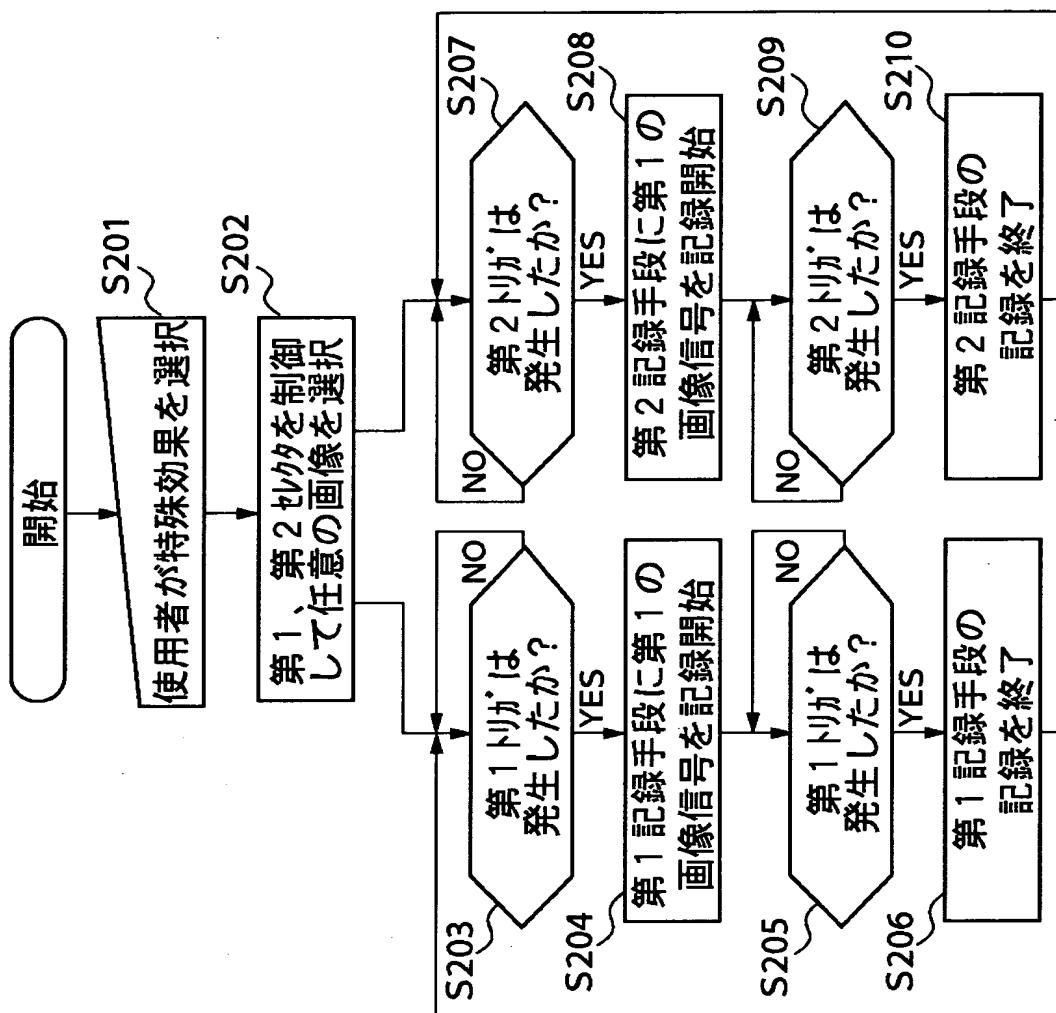 開始
使用者が特殊効果を選択
S201
第1、第2セレクタを制御
して任意の画像を選択
S202
第1トリガは
発生したか?
S203
NO
YES
第1記録手段に第1の
画像信号を記録開始
S204
第1トリガは
発生したか?
S205
NO
YES
第1記録手段の
記録を終了
S206
第2トリガは
発生したか?
S207
NO
YES
第2記録手段に第1の
画像信号を記録開始
S208
第2トリガは
発生したか?
S209
NO
YES
第2記録手段の
記録を終了
S210